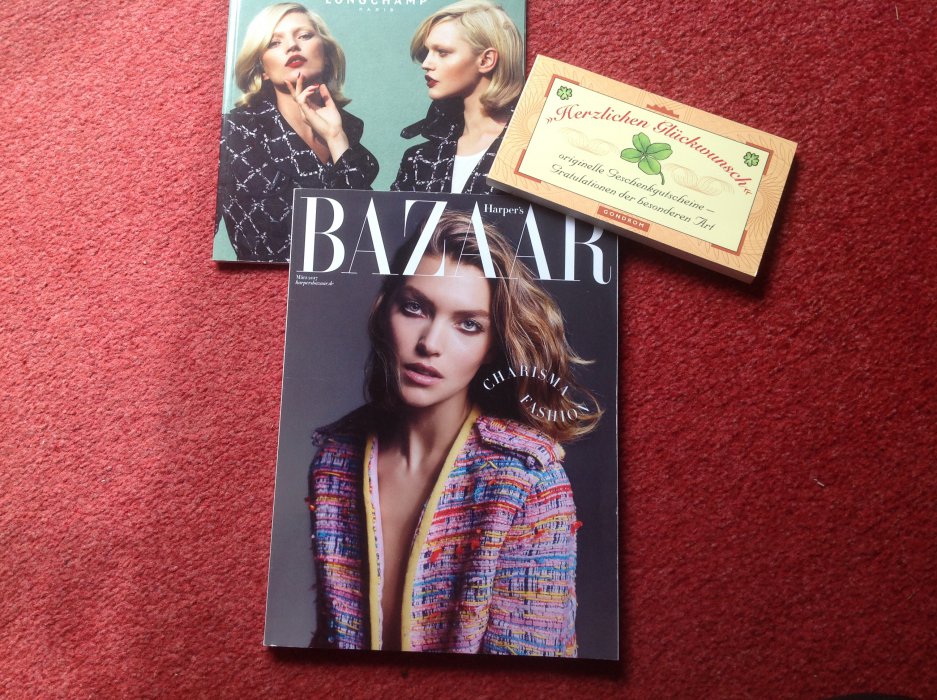 LONGCHAMP
PARIS
„Herzlichen Glückwunsch“
originelle Geschenkgutscheine –
Gratulationen der besonderen Art
GONDROM
Harper's
BAZAAR
März 2017
harpersbazaar.de
CHARISMA
FASHION